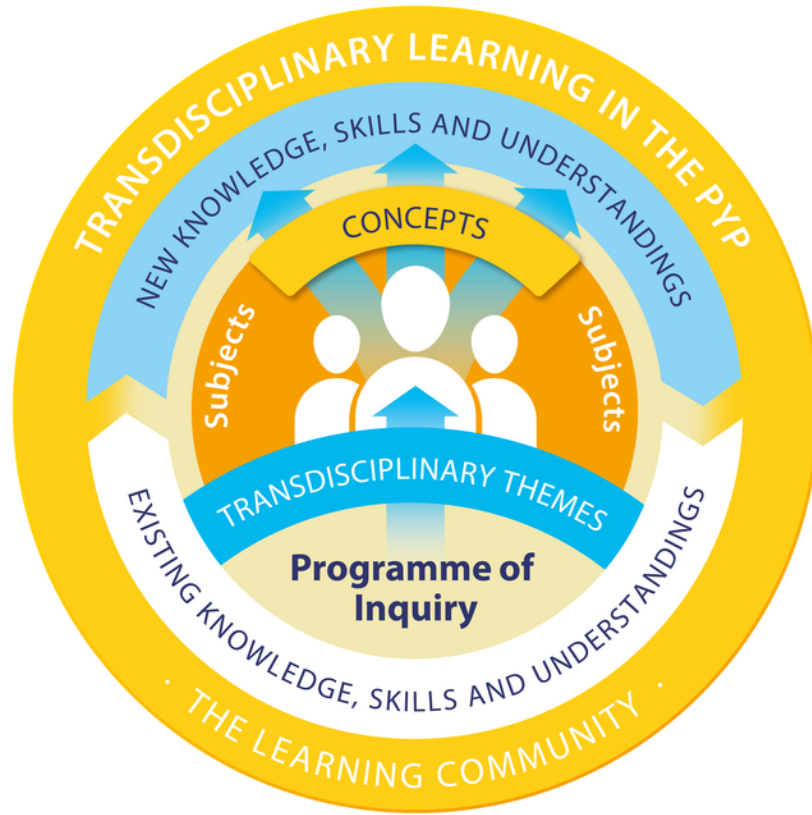 TRANSDISCIPLINARY LEARNING IN THE PYP
NEW KNOWLEDGE, SKILLS AND UNDERSTANDINGS
CONCEPTS
Subjects
Subjects
TRANSDISCIPLINARY THEMES
Programme of
Inquiry
EXISTING KNOWLEDGE, SKILLS AND UNDERSTANDINGS
· THE LEARNING COMMUNITY ·